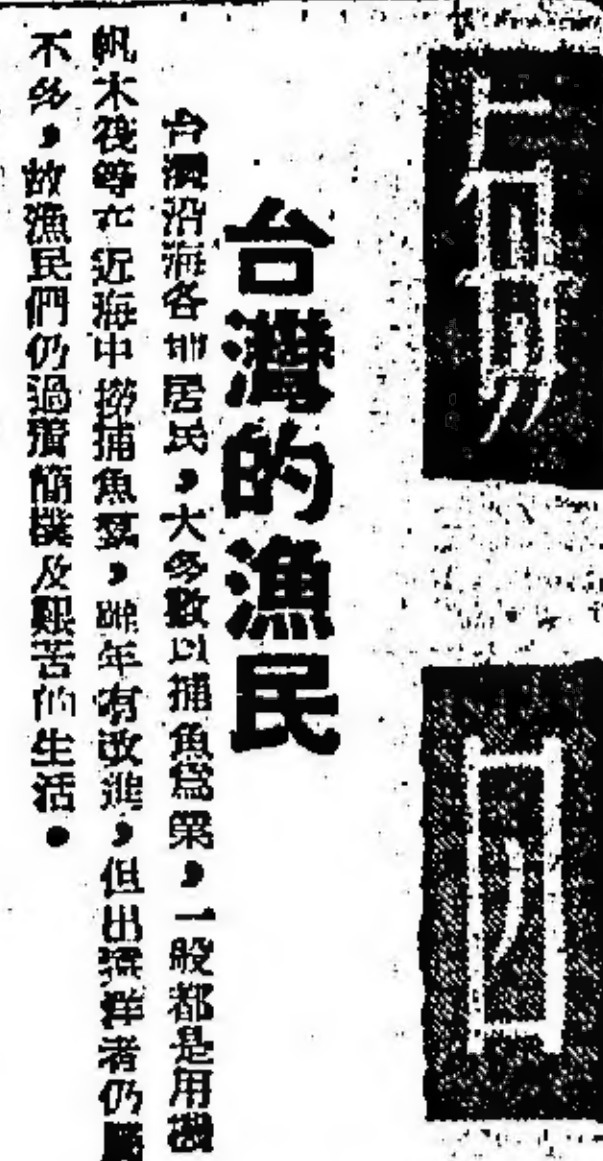 日
台灣的漁民
台灣沿海各地居民，大多數以捕魚爲業，一般都是用機
帆木筏等在近海中撈捕魚類，雖年有改進，但出遠洋者仍屬
不多，故漁民們仍過着簡樸及艱苦的生活。